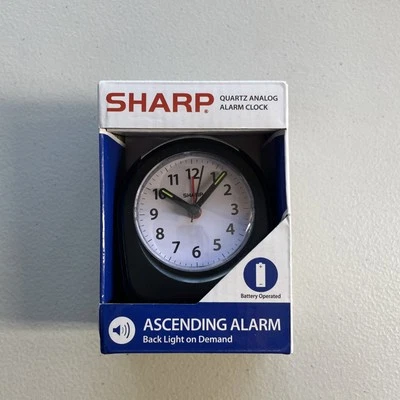 SHARP®
QUARTZ ANALOG
ALARM CLOCK
11 12 1
10 2
SHARP
9 3
8 4
7 6 5
Battery Operated
ASCENDING ALARM
Back Light on Demand